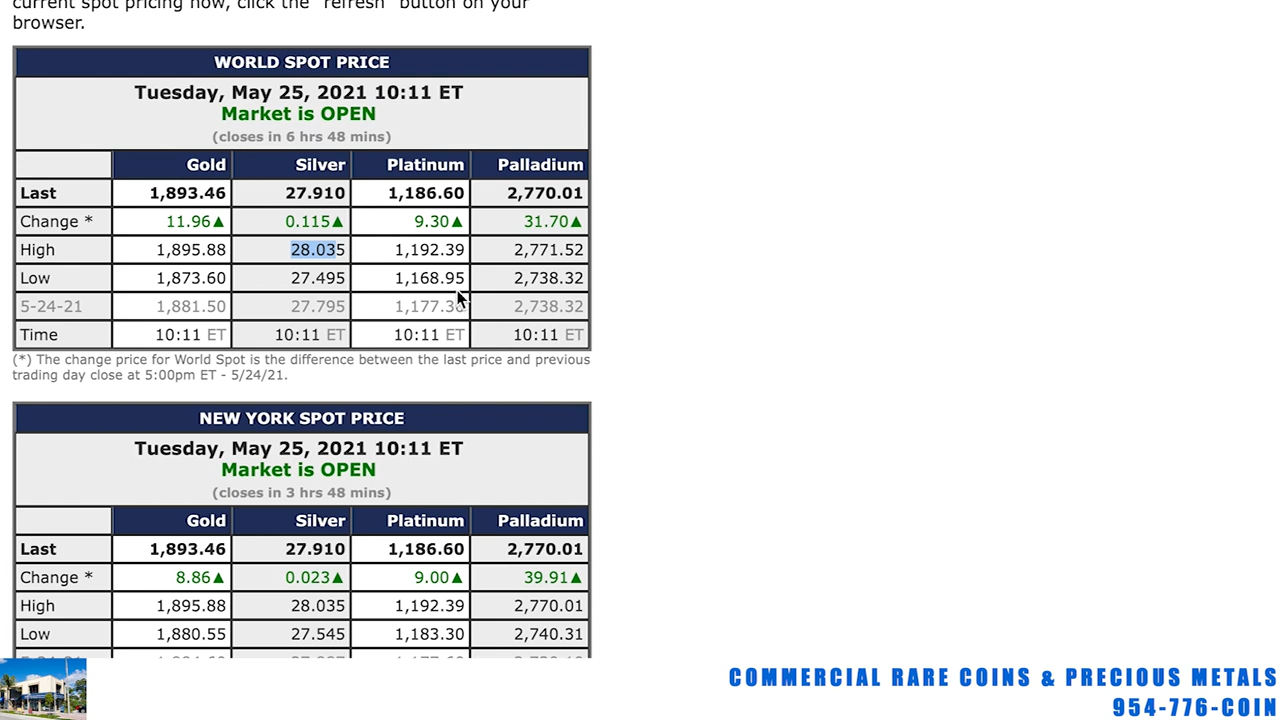 current spot pricing now, click the "refresh" button on your
browser.
WORLD SPOT PRICE
Tuesday, May 25, 2021 10:11 ET
Market is OPEN
(closes in 6 hrs 48 mins)
Gold Silver Platinum Palladium
Last 1,893.46 27.910 1,186.60 2,770.01
Change * 11.96▲ 0.115▲ 9.30▲ 31.70▲
High 1,895.88 28.035 1,192.39 2,771.52
Low 1,873.60 27.495 1,168.95 2,738.32
5-24-21 1,881.50 27.795 1,177.30 2,738.32
Time 10:11 ET 10:11 ET 10:11 ET 10:11 ET
(*) The change price for World Spot is the difference between the last price and previous
trading day close at 5:00pm ET - 5/24/21.
NEW YORK SPOT PRICE
Tuesday, May 25, 2021 10:11 ET
Market is OPEN
(closes in 3 hrs 48 mins)
Gold Silver Platinum Palladium
Last 1,893.46 27.910 1,186.60 2,770.01
Change * 8.86▲ 0.023▲ 9.00▲ 39.91▲
High 1,895.88 28.035 1,192.39 2,770.01
Low 1,880.55 27.545 1,183.30 2,740.31
COMMERCIAL RARE COINS & PRECIOUS METALS
954-776-COIN